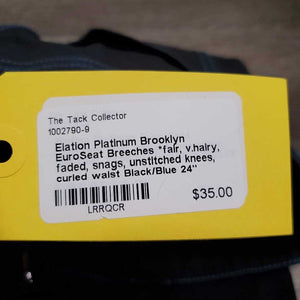 The Tack Collector
1002790-9
Elation Platinum Brooklyn
EuroSeat Breeches *fair, v.hairy,
faded, snags, unstitched knees,
curled waist Black/Blue 24"
$35.00
LRRQCR